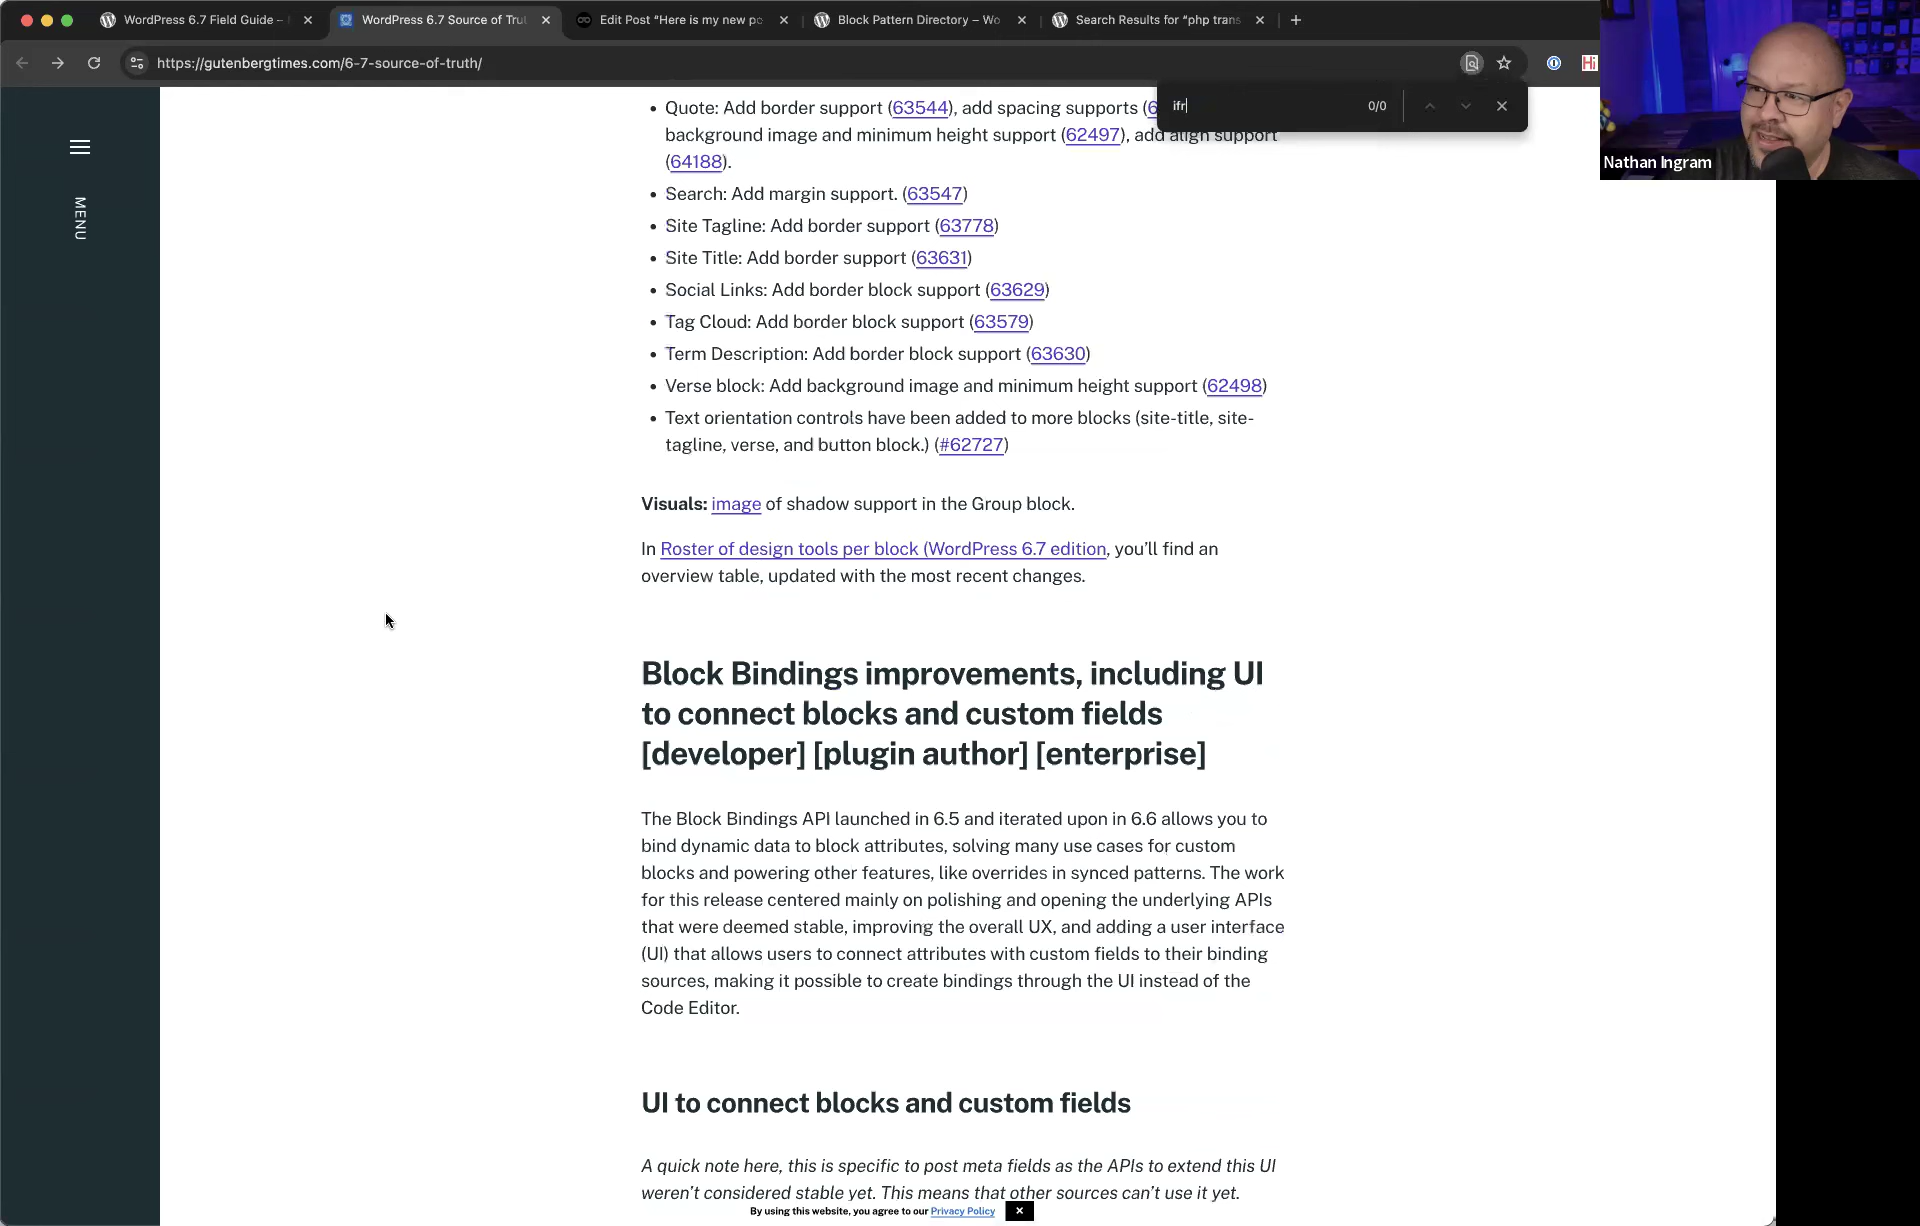 WordPress 6.7 Field Guide –
WordPress 6.7 Source of Trut
Edit Post “Here is my new po
Block Pattern Directory – Wo
Search Results for “php trans
https://gutenbergtimes.com/6-7-source-of-truth/
Hi
ifr
0/0
Nathan Ingram
MENU
• Quote: Add border support (63544), add spacing supports (6
background image and minimum height support (62497), add align support
(64188).
• Search: Add margin support. (63547)
• Site Tagline: Add border support (63778)
• Site Title: Add border support (63631)
• Social Links: Add border block support (63629)
• Tag Cloud: Add border block support (63579)
• Term Description: Add border block support (63630)
• Verse block: Add background image and minimum height support (62498)
• Text orientation controls have been added to more blocks (site-title, site-
tagline, verse, and button block.) (#62727)
Visuals: image of shadow support in the Group block.
In Roster of design tools per block (WordPress 6.7 edition, you’ll find an
overview table, updated with the most recent changes.
Block Bindings improvements, including UI
to connect blocks and custom fields
[developer] [plugin author] [enterprise]
The Block Bindings API launched in 6.5 and iterated upon in 6.6 allows you to
bind dynamic data to block attributes, solving many use cases for custom
blocks and powering other features, like overrides in synced patterns. The work
for this release centered mainly on polishing and opening the underlying APIs
that were deemed stable, improving the overall UX, and adding a user interface
(UI) that allows users to connect attributes with custom fields to their binding
sources, making it possible to create bindings through the UI instead of the
Code Editor.
UI to connect blocks and custom fields
A quick note here, this is specific to post meta fields as the APIs to extend this UI
weren’t considered stable yet. This means that other sources can’t use it yet.
By using this website, you agree to our Privacy Policy